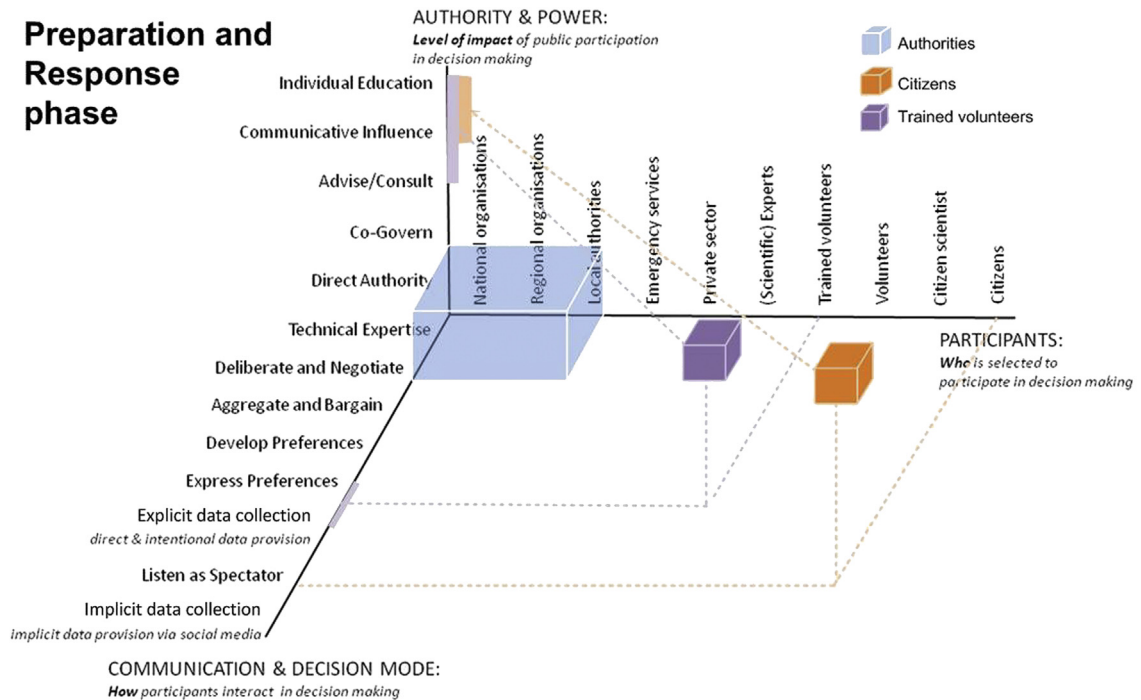 Preparation and
Response
phase
AUTHORITY & POWER:
Level of impact of public participation
in decision making
Authorities
Citizens
Trained volunteers
Individual Education
Communicative Influence
Advise/Consult
Co-Govern
Direct Authority
Technical Expertise
Deliberate and Negotiate
Aggregate and Bargain
Develop Preferences
Express Preferences
Explicit data collection
direct & intentional data provision
Listen as Spectator
Implicit data collection
implicit data provision via social media
National organisations
Regional organisations
Local authorities
Emergency services
Private sector
(Scientific) Experts
Trained volunteers
Volunteers
Citizen scientist
Citizens
PARTICIPANTS:
Who is selected to
participate in decision making
COMMUNICATION & DECISION MODE:
How participants interact in decision making